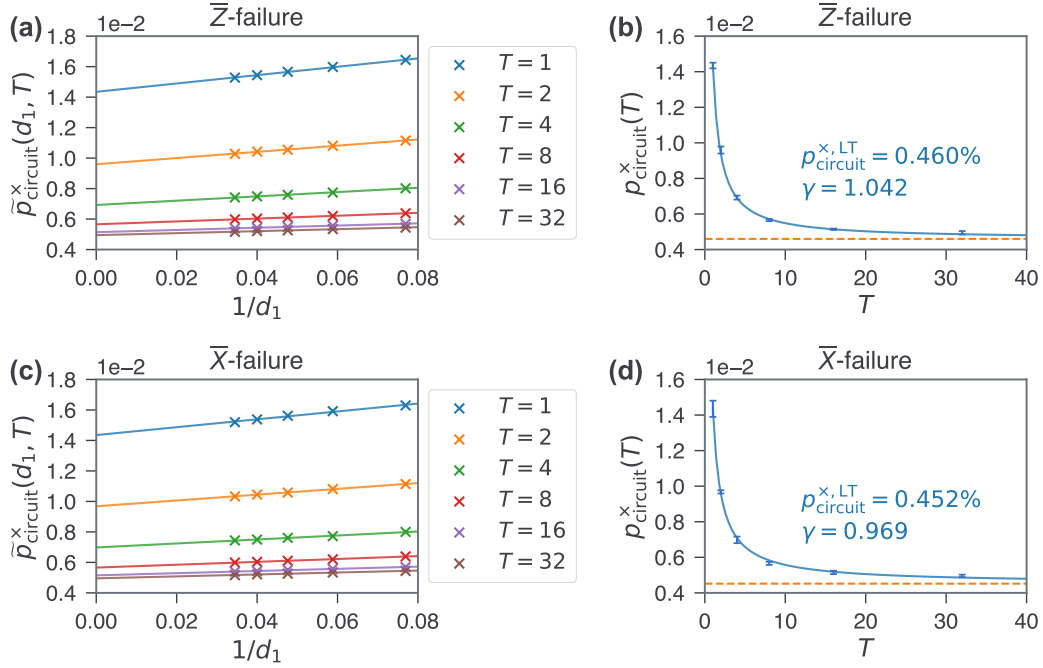 (a)
Z̅-failure
1e−2
1.8
1.6
1.4
1.2
1.0
0.8
0.6
0.4
p̃×circuit(d1, T)
0.00 0.02 0.04 0.06 0.08
1/d1
T = 1
T = 2
T = 4
T = 8
T = 16
T = 32
(b)
Z̅-failure
1e−2
1.6
1.4
1.2
1.0
0.8
0.6
0.4
p×circuit(T)
p×, LT circuit = 0.460%
γ = 1.042
0 10 20 30 40
T
(c)
X̅-failure
1e−2
1.8
1.6
1.4
1.2
1.0
0.8
0.6
0.4
p̃×circuit(d1, T)
0.00 0.02 0.04 0.06 0.08
1/d1
T = 1
T = 2
T = 4
T = 8
T = 16
T = 32
(d)
X̅-failure
1e−2
1.6
1.4
1.2
1.0
0.8
0.6
0.4
p×circuit(T)
p×, LT circuit = 0.452%
γ = 0.969
0 10 20 30 40
T